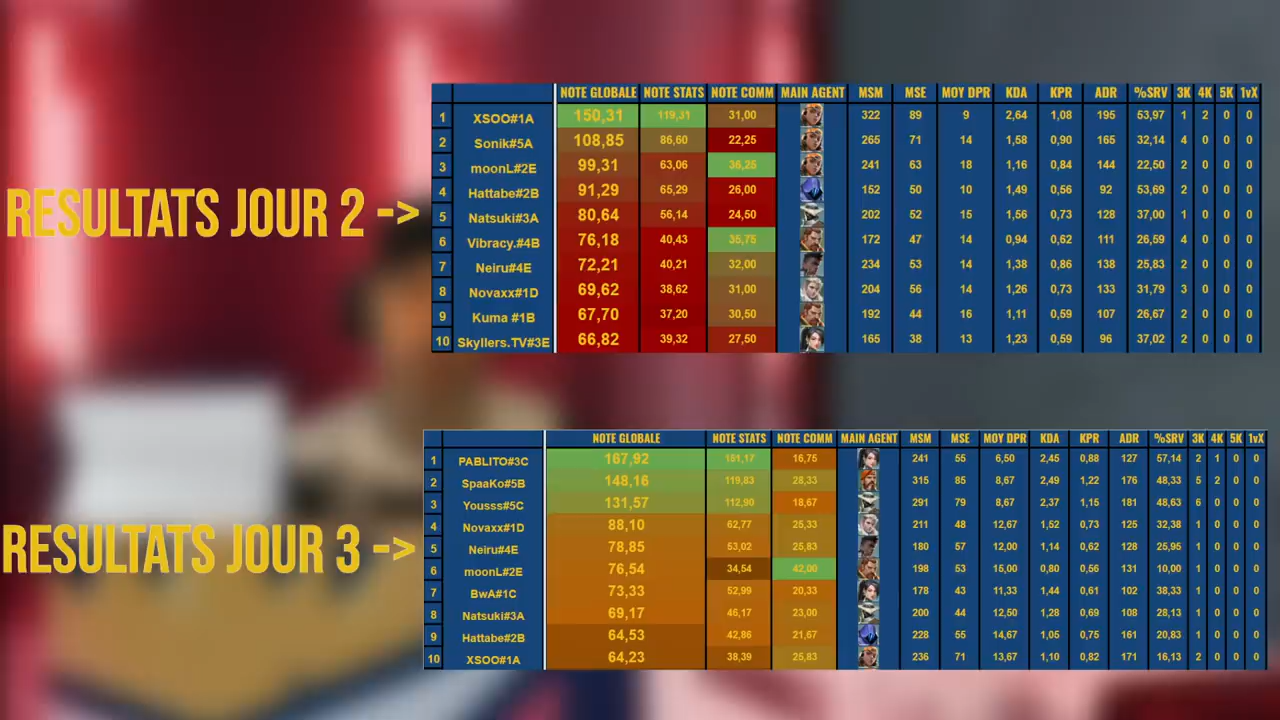 NOTE GLOBALE NOTE STATS NOTE COMM MAIN AGENT MSM MSE MOY DPR KDA KPR ADR %SRV 3K 4K 5K 1vX
1 XSOO#1A 150,31 119,31 31,00 322 89 9 2,64 1,08 195 53,97 1 2 0 0
2 Sonik#5A 108,85 86,60 22,25 265 71 14 1,58 0,90 165 32,14 4 0 0 0
3 moonL#2E 99,31 63,06 36,25 241 63 18 1,16 0,84 144 22,50 2 0 0 0
4 Hattabe#2B 91,29 65,29 26,00 152 50 10 1,49 0,56 92 53,69 2 0 0 0
RESULTATS JOUR 2 ->
5 Natsuki#3A 80,64 56,14 24,50 202 52 15 1,56 0,73 128 37,00 1 0 0 0
6 Vibracy.#4B 76,18 40,43 35,75 172 47 14 0,94 0,62 111 26,59 4 0 0 0
7 Neiru#4E 72,21 40,21 32,00 234 53 14 1,38 0,86 138 25,83 2 0 0 0
8 Novaxx#1D 69,62 38,62 31,00 204 56 14 1,26 0,73 133 31,79 3 0 0 0
9 Kuma #1B 67,70 37,20 30,50 192 44 16 1,11 0,59 107 26,67 2 0 0 0
10 Skyllers.TV#3E 66,82 39,32 27,50 165 38 13 1,23 0,59 96 37,02 2 0 0 0
NOTE GLOBALE NOTE STATS NOTE COMM MAIN AGENT MSM MSE MOY DPR KDA KPR ADR %SRV 3K 4K 5K 1vX
1 PABLITO#3C 167,92 151,17 16,75 241 55 6,50 2,45 0,88 127 57,14 2 1 0 0
2 SpaaKo#5B 148,16 119,83 28,33 315 85 8,67 2,49 1,22 176 48,33 5 2 0 0
3 Yousss#5C 131,57 112,90 18,67 291 79 8,67 2,37 1,15 181 48,63 6 0 0 0
4 Novaxx#1D 88,10 62,77 25,33 211 48 12,67 1,52 0,73 125 32,38 1 0 0 0
RESULTATS JOUR 3 ->
5 Neiru#4E 78,85 53,02 25,83 180 57 12,00 1,14 0,62 128 25,95 1 0 0 0
6 moonL#2E 76,54 34,54 42,00 198 53 15,00 0,80 0,56 131 10,00 1 0 0 0
7 BwA#1C 73,33 52,99 20,33 178 43 11,33 1,44 0,61 102 38,33 1 0 0 0
8 Natsuki#3A 69,17 46,17 23,00 200 44 12,50 1,28 0,69 108 28,13 1 0 0 0
9 Hattabe#2B 64,53 42,86 21,67 228 55 14,67 1,05 0,75 161 20,83 1 0 0 0
10 XSOO#1A 64,23 38,39 25,83 236 71 13,67 1,10 0,82 171 16,13 2 0 0 0